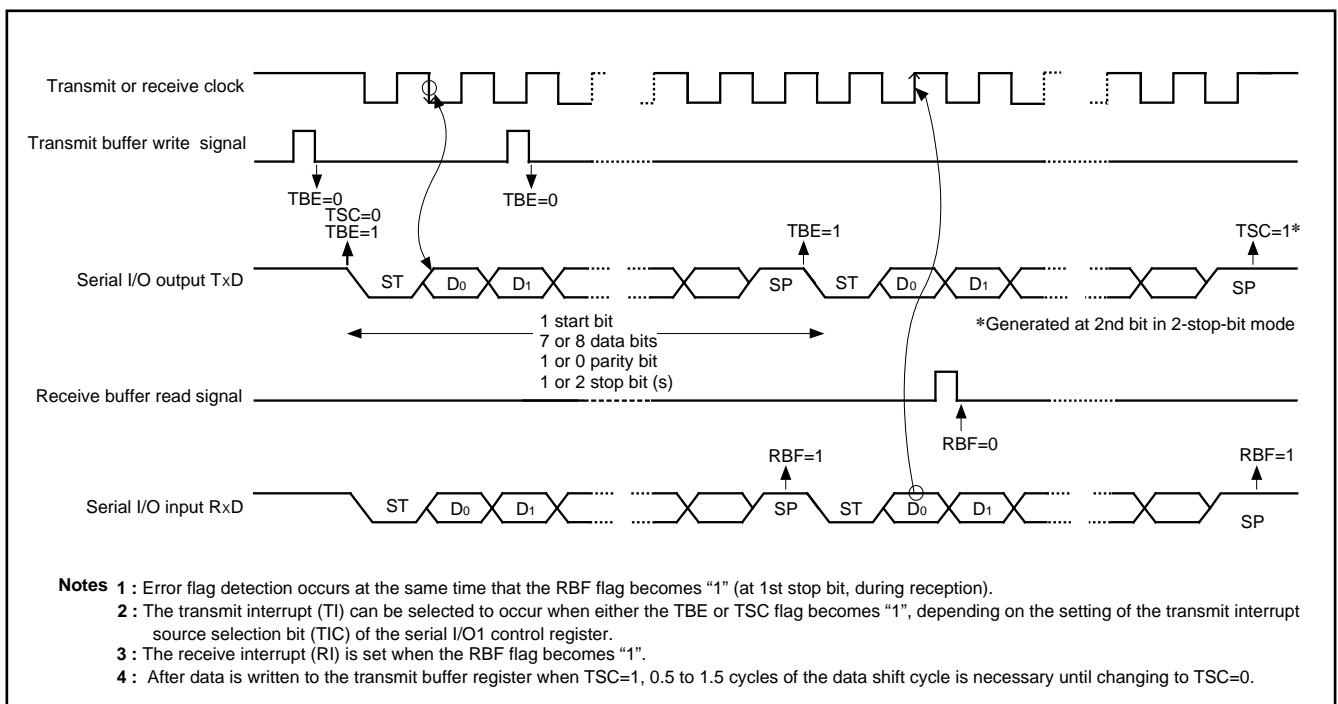 Transmit or receive clock
Transmit buffer write signal
TBE=0
TSC=0
TBE=1
TBE=0
TBE=1
TSC=1*
Serial I/O output TxD
ST
D0
D1
SP
ST
D0
D1
SP
1 start bit
7 or 8 data bits
1 or 0 parity bit
1 or 2 stop bit (s)
*Generated at 2nd bit in 2-stop-bit mode
Receive buffer read signal
RBF=0
RBF=1
RBF=1
Serial I/O input RxD
ST
D0
D1
SP
ST
D0
D1
SP
Notes 1 : Error flag detection occurs at the same time that the RBF flag becomes “1” (at 1st stop bit, during reception).
2 : The transmit interrupt (TI) can be selected to occur when either the TBE or TSC flag becomes “1”, depending on the setting of the transmit interrupt
source selection bit (TIC) of the serial I/O1 control register.
3 : The receive interrupt (RI) is set when the RBF flag becomes “1”.
4 : After data is written to the transmit buffer register when TSC=1, 0.5 to 1.5 cycles of the data shift cycle is necessary until changing to TSC=0.